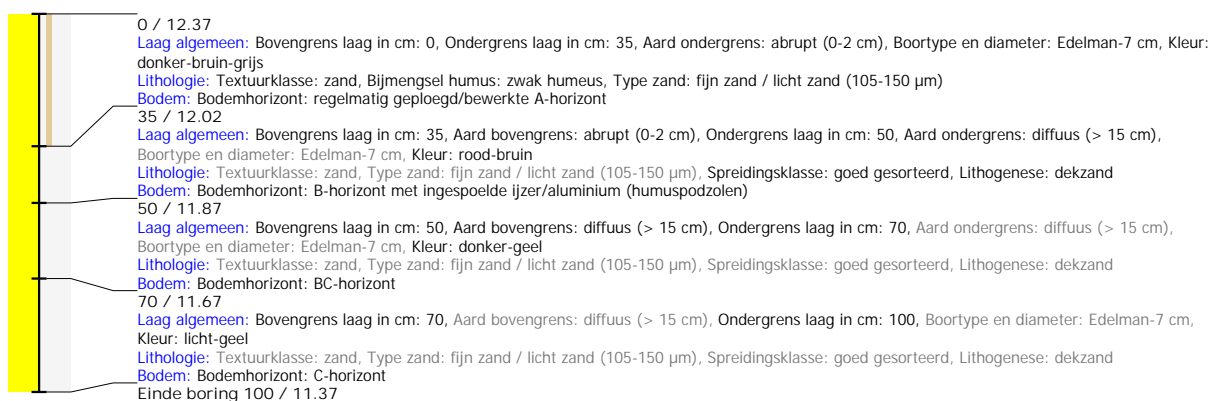 0 / 12.37
Laag algemeen: Bovengrens laag in cm: 0, Ondergrens laag in cm: 35, Aard ondergrens: abrupt (0-2 cm), Boortype en diameter: Edelman-7 cm, Kleur:
donker-bruin-grijs
Lithologie: Textuurklasse: zand, Bijmengsel humus: zwak humeus, Type zand: fijn zand / licht zand (105-150 µm)
Bodem: Bodemhorizont: regelmatig geploegd/bewerkte A-horizont
35 / 12.02
Laag algemeen: Bovengrens laag in cm: 35, Aard bovengrens: abrupt (0-2 cm), Ondergrens laag in cm: 50, Aard ondergrens: diffuus (> 15 cm),
Boortype en diameter: Edelman-7 cm, Kleur: rood-bruin
Lithologie: Textuurklasse: zand, Type zand: fijn zand / licht zand (105-150 µm), Spreidingsklasse: goed gesorteerd, Lithogenese: dekzand
Bodem: Bodemhorizont: B-horizont met ingespoelde ijzer/aluminium (humuspodzolen)
50 / 11.87
Laag algemeen: Bovengrens laag in cm: 50, Aard bovengrens: diffuus (> 15 cm), Ondergrens laag in cm: 70, Aard ondergrens: diffuus (> 15 cm),
Boortype en diameter: Edelman-7 cm, Kleur: donker-geel
Lithologie: Textuurklasse: zand, Type zand: fijn zand / licht zand (105-150 µm), Spreidingsklasse: goed gesorteerd, Lithogenese: dekzand
Bodem: Bodemhorizont: BC-horizont
70 / 11.67
Laag algemeen: Bovengrens laag in cm: 70, Aard bovengrens: diffuus (> 15 cm), Ondergrens laag in cm: 100, Boortype en diameter: Edelman-7 cm,
Kleur: licht-geel
Lithologie: Textuurklasse: zand, Type zand: fijn zand / licht zand (105-150 µm), Spreidingsklasse: goed gesorteerd, Lithogenese: dekzand
Bodem: Bodemhorizont: C-horizont
Einde boring 100 / 11.37